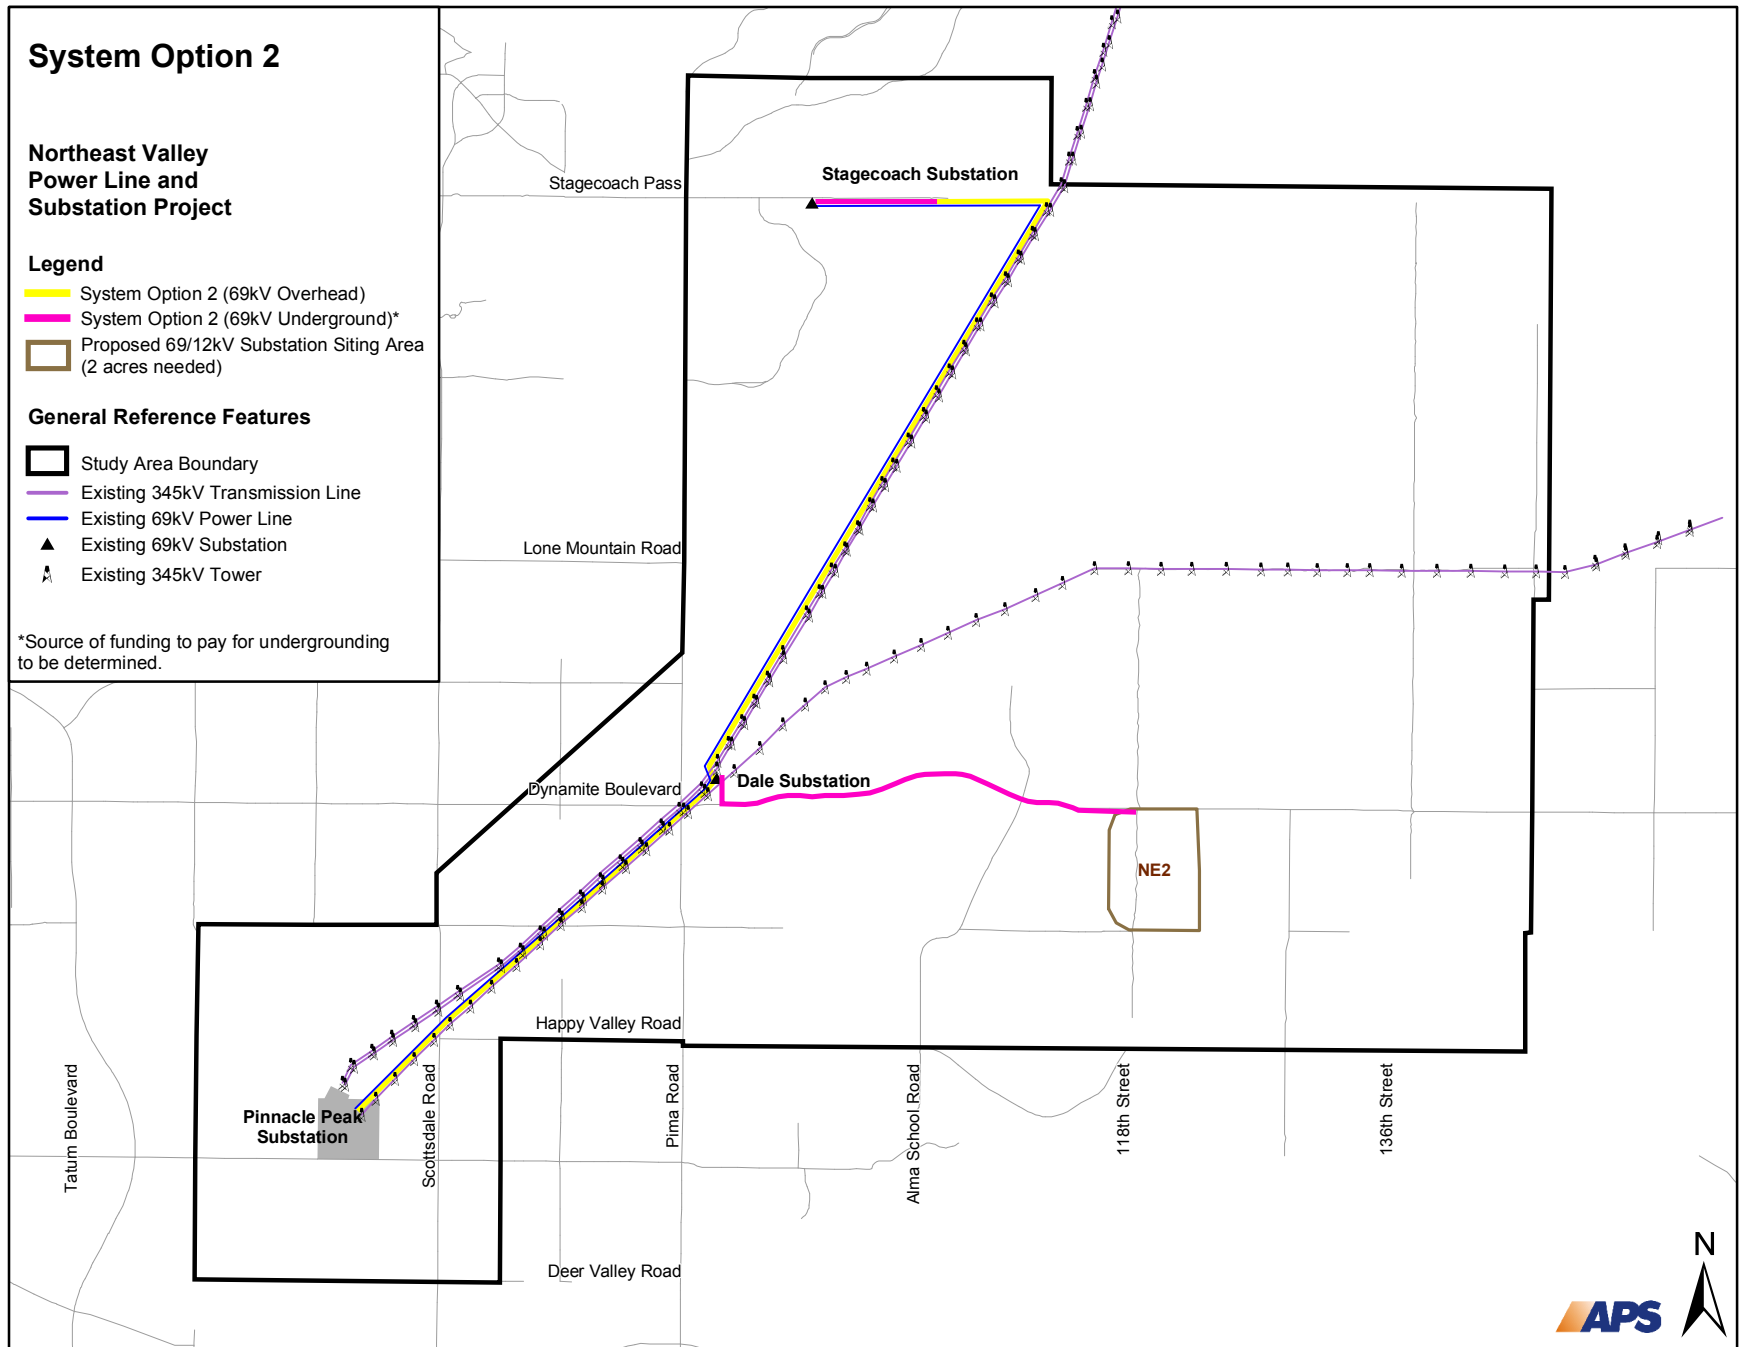 System Option 2
Northeast Valley
Power Line and
Substation Project
Legend
System Option 2 (69kV Overhead)
System Option 2 (69kV Underground)*
Proposed 69/12kV Substation Siting Area
(2 acres needed)
General Reference Features
Study Area Boundary
Existing 345kV Transmission Line
Existing 69kV Power Line
Existing 69kV Substation
Existing 345kV Tower
*Source of funding to pay for undergrounding
to be determined.
Stagecoach Pass
Stagecoach Substation
Lone Mountain Road
Dynamite Boulevard
Dale Substation
NE2
Happy Valley Road
Pinnacle Peak
Substation
Tatum Boulevard
Scottsdale Road
Pima Road
Alma School Road
118th Street
136th Street
Deer Valley Road
N
APS